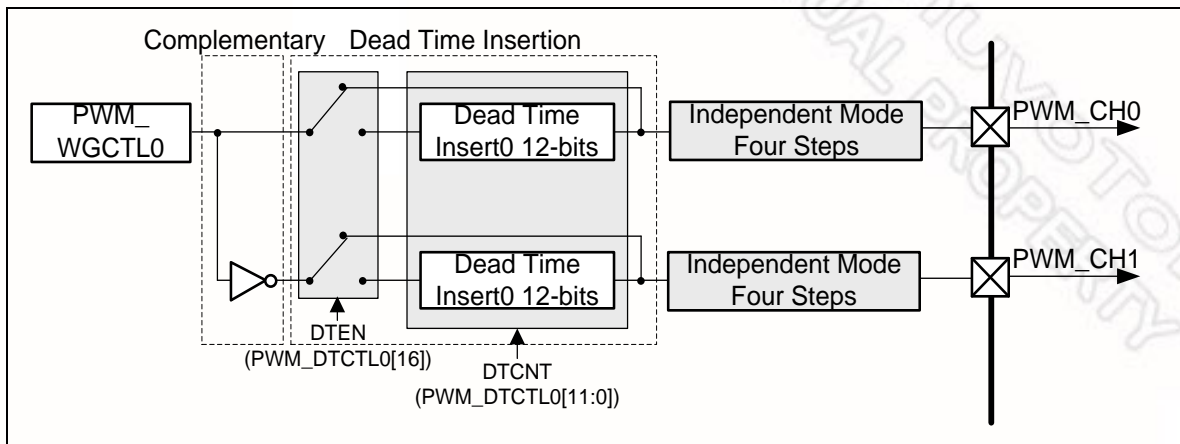 Complementary Dead Time Insertion
PWM_
WGCTL0
Dead Time
Insert0 12-bits
Independent Mode
Four Steps
PWM_CH0
Dead Time
Insert0 12-bits
Independent Mode
Four Steps
PWM_CH1
DTEN
(PWM_DTCTL0[16])
DTCNT
(PWM_DTCTL0[11:0])